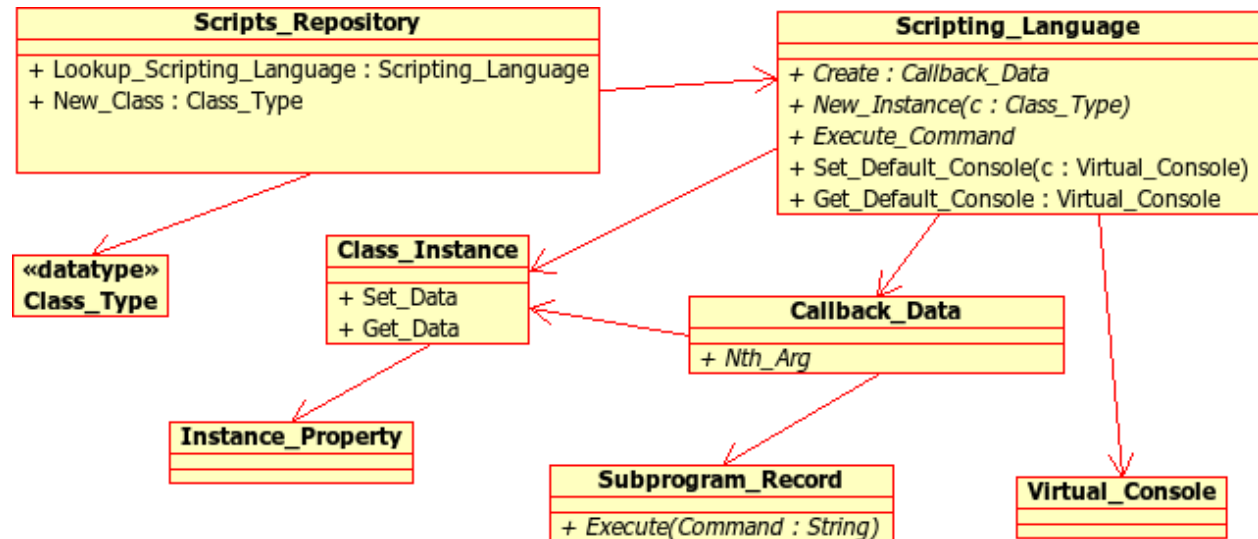 Scripts_Repository
+ Lookup_Scripting_Language : Scripting_Language
+ New_Class : Class_Type
Scripting_Language
+ Create : Callback_Data
+ New_Instance(c : Class_Type)
+ Execute_Command
+ Set_Default_Console(c : Virtual_Console)
+ Get_Default_Console : Virtual_Console
«datatype»
Class_Type
Class_Instance
+ Set_Data
+ Get_Data
Callback_Data
+ Nth_Arg
Instance_Property
Subprogram_Record
+ Execute(Command : String)
Virtual_Console